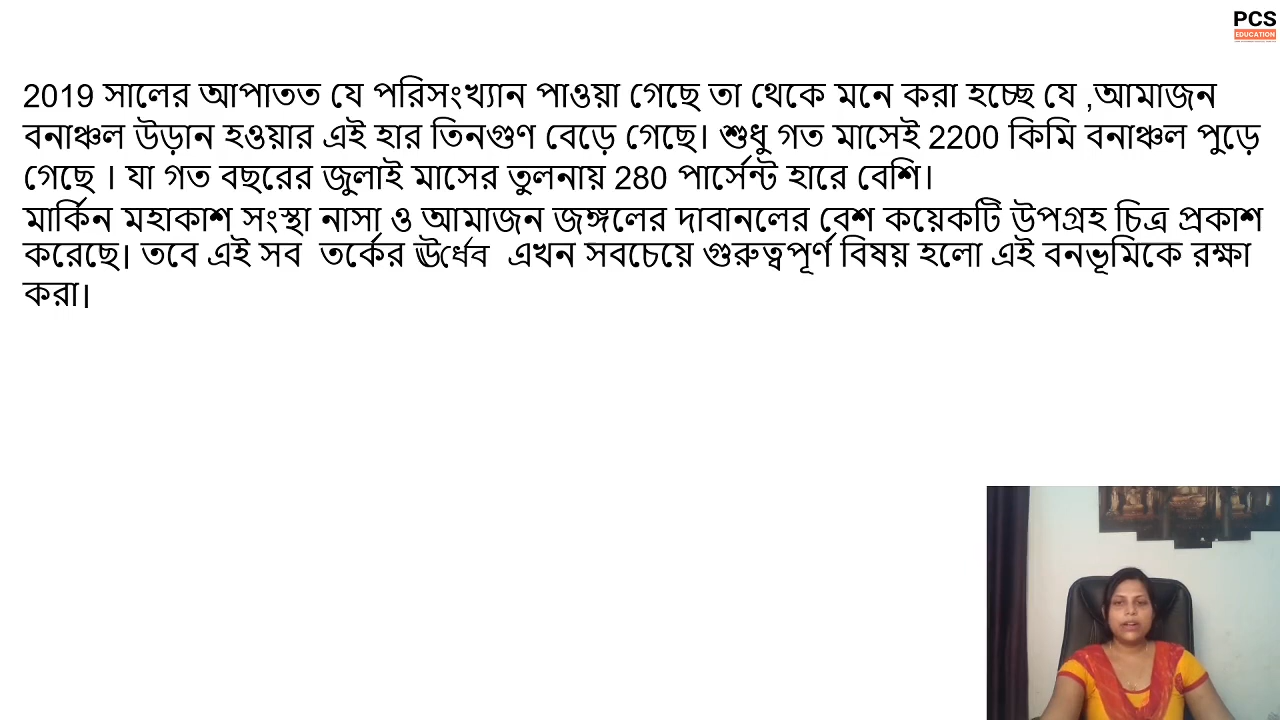 PCS
EDUCATION
2019 সালের আপাতত যে পরিসংখ্যান পাওয়া গেছে তা থেকে মনে করা হচ্ছে যে ,আমাজন
বনাঞ্চল উড়ান হওয়ার এই হার তিনগুণ বেড়ে গেছে। শুধু গত মাসেই 2200 কিমি বনাঞ্চল পুড়ে
গেছে । যা গত বছরের জুলাই মাসের তুলনায় 280 পার্সেন্ট হারে বেশি।
মার্কিন মহাকাশ সংস্থা নাসা ও আমাজন জঙ্গলের দাবানলের বেশ কয়েকটি উপগ্রহ চিত্র প্রকাশ
করেছে। তবে এই সব তর্কের ঊর্ধেব এখন সবচেয়ে গুরুত্বপূর্ণ বিষয় হলো এই বনভূমিকে রক্ষা
করা।